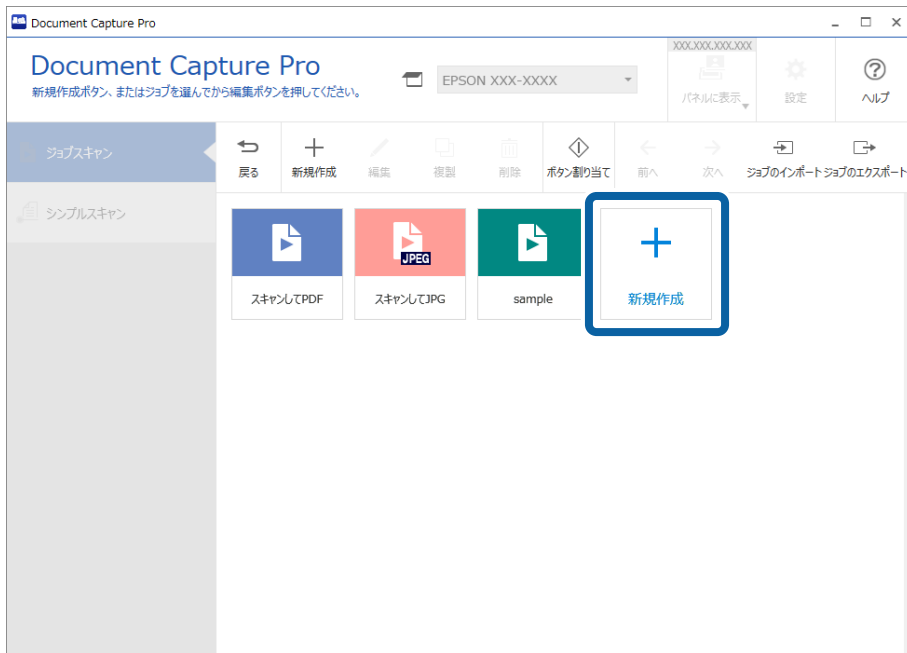 Document Capture Pro
Document Capture Pro
新規作成ボタン、またはジョブを選んでから編集ボタンを押してください。
EPSON XXX-XXXX
XXX.XXX.XXX.XXX
パネルに表示
設定
ヘルプ
ジョブスキャン
シンプルスキャン
戻る
新規作成
編集
複製
削除
ボタン割り当て
前へ
次へ
ジョブのインポート
ジョブのエクスポート
JPEG
スキャンしてPDF
スキャンしてJPG
sample
新規作成